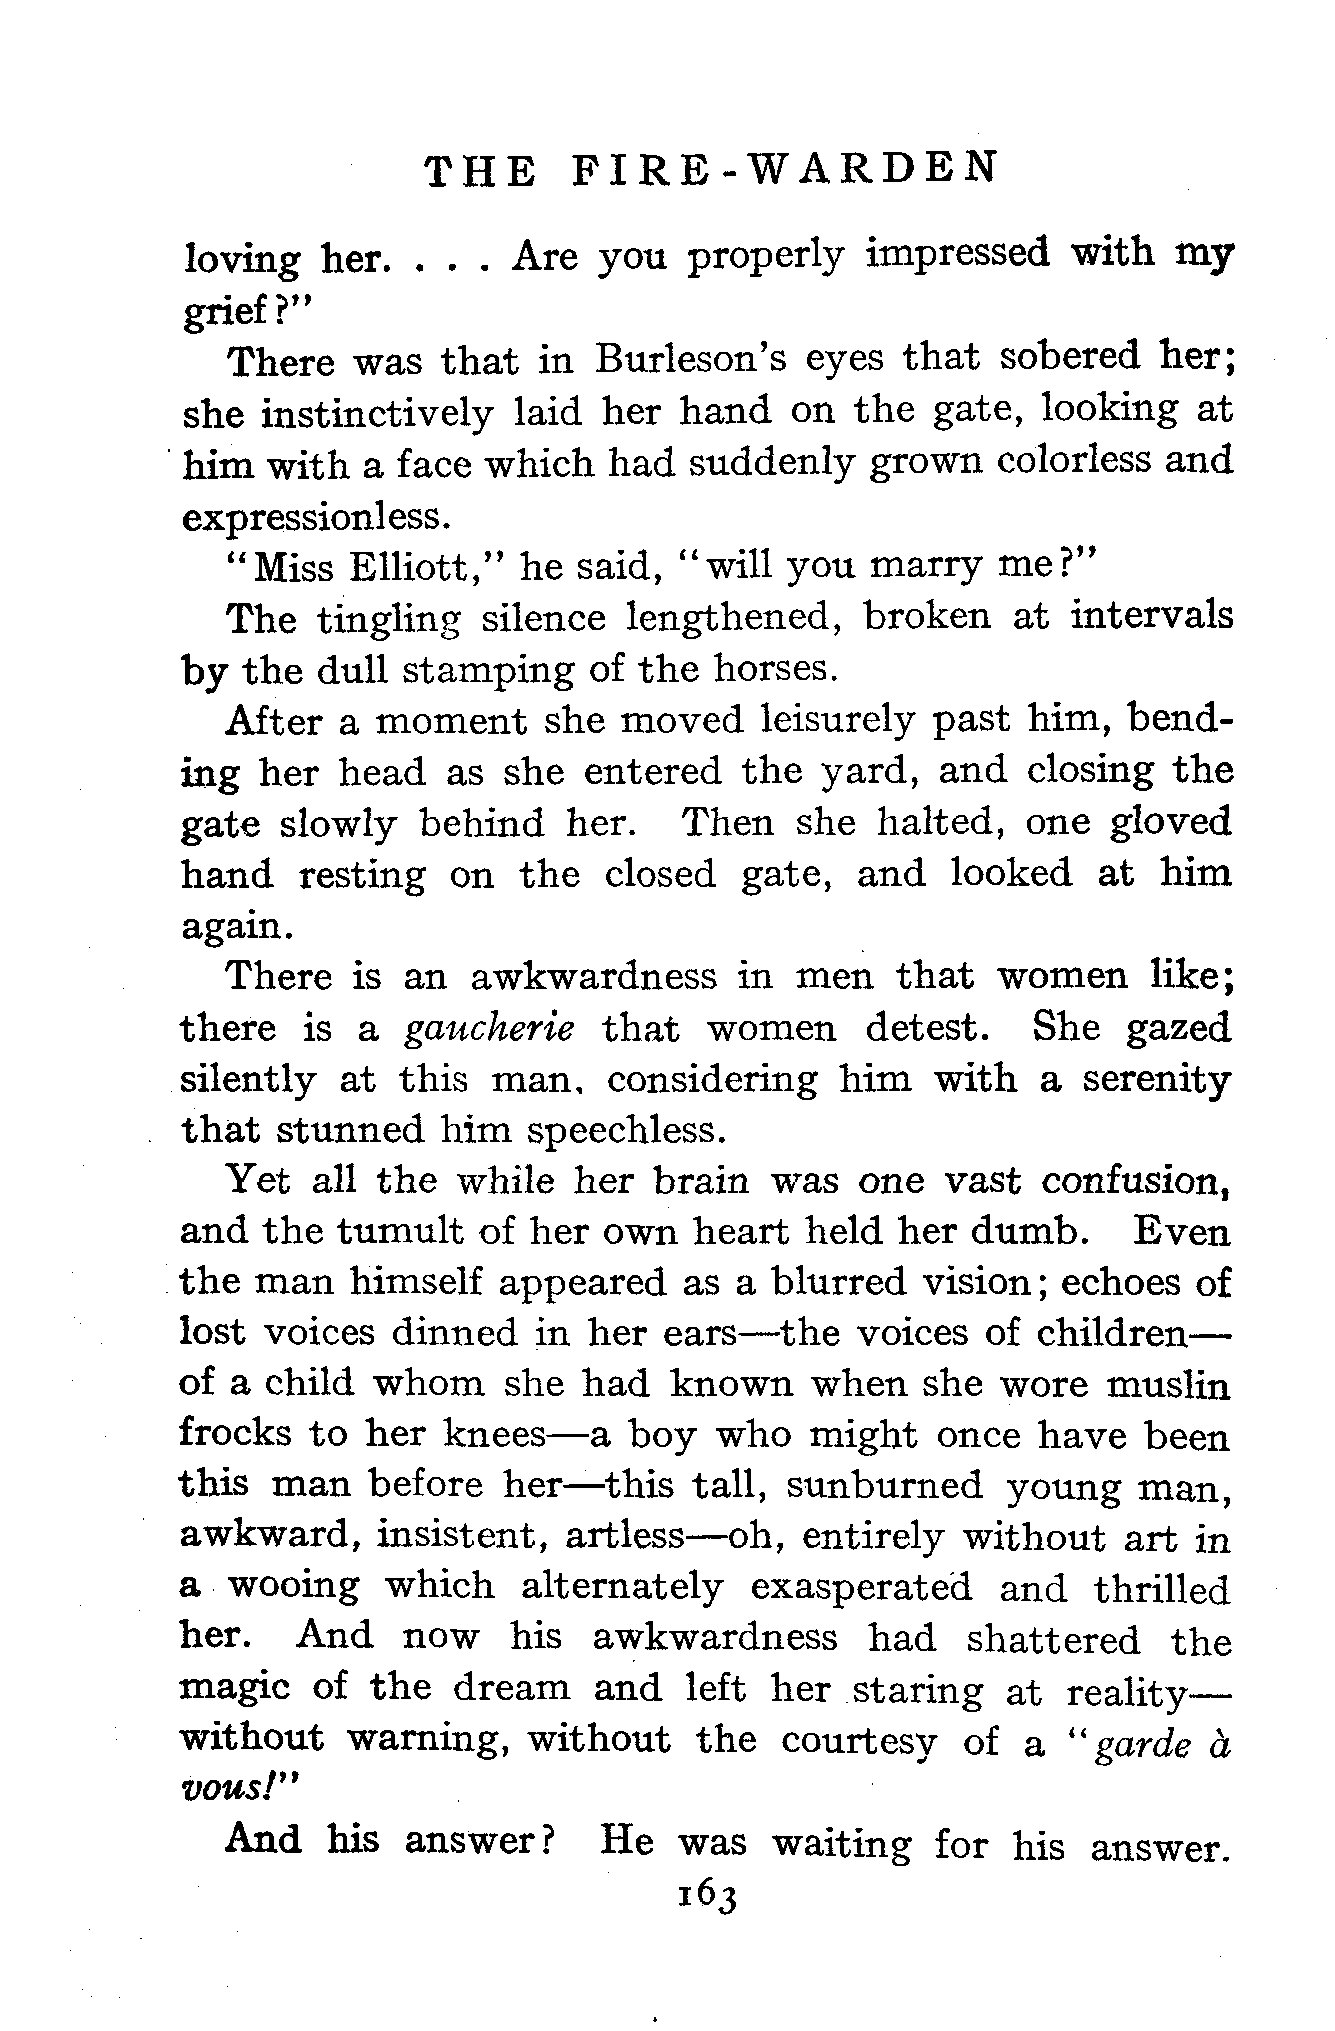 THE FIRE-WARDEN
loving her. . . . Are you properly impressed with my
grief?"
There was that in Burleson's eyes that sobered her;
she instinctively laid her hand on the gate, looking at
him with a face which had suddenly grown colorless and
expressionless.
"Miss Elliott," he said, "will you marry me?"
The tingling silence lengthened, broken at intervals
by the dull stamping of the horses.
After a moment she moved leisurely past him, bend-
ing her head as she entered the yard, and closing the
gate slowly behind her. Then she halted, one gloved
hand resting on the closed gate, and looked at him
again.
There is an awkwardness in men that women like;
there is a gaucherie that women detest. She gazed
silently at this man, considering him with a serenity
that stunned him speechless.
Yet all the while her brain was one vast confusion,
and the tumult of her own heart held her dumb. Even
the man himself appeared as a blurred vision; echoes of
lost voices dinned in her ears—the voices of children—
of a child whom she had known when she wore muslin
frocks to her knees—a boy who might once have been
this man before her—this tall, sunburned young man,
awkward, insistent, artless—oh, entirely without art in
a wooing which alternately exasperated and thrilled
her. And now his awkwardness had shattered the
magic of the dream and left her staring at reality—
without warning, without the courtesy of a "garde à
vous!"
And his answer? He was waiting for his answer.
163